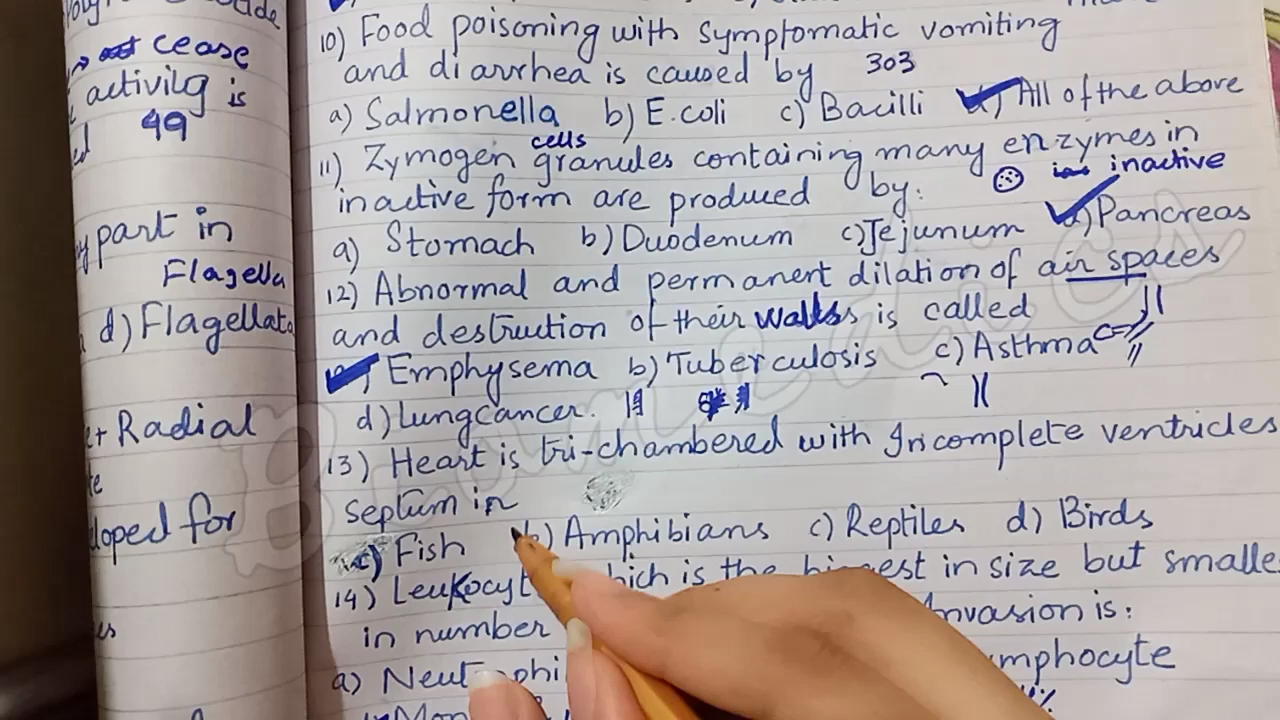 cease
activity is
49
part in
Flagella
d) Flagellata
Radial
for
10) Food poisoning with symptomatic vomiting
and diarrhea is caused by 303
a) Salmonella b) E.coli c) Bacilli d) All of the above
cells
11) Zymogen granules containing many enzymes in
inactive form are produced by: inactive
a) Stomach b) Duodenum c) Jejunum d) Pancreas
12) Abnormal and permanent dilation of air spaces
and destruction of their walls is called
Emphysema b) Tuberculosis c) Asthma
d) Lung cancer.
13) Heart is tri-chambered with Incomplete ventricles
septum in
Fish b) Amphibians c) Reptiles d) Birds
14) which is the biggest in size but smalle
in number Invasion is:
a)